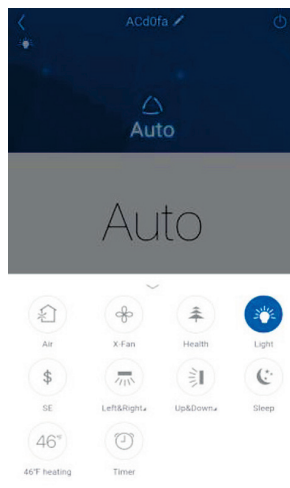 ACd0fa
Auto
Auto
Air
X-Fan
Health
Light
$
SE
Left&Right
Up&Down
Sleep
46°F
46°F heating
Timer